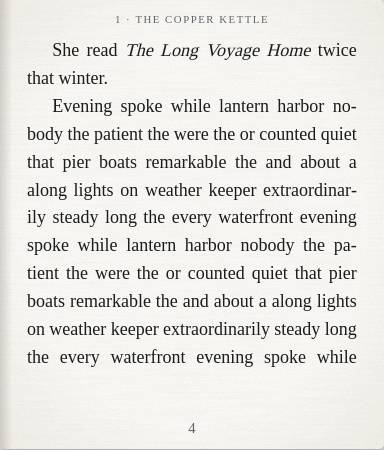 1 · THE COPPER KETTLE
She read The Long Voyage Home twice
that winter.
Evening spoke while lantern harbor no-
body the patient the were the or counted quiet
that pier boats remarkable the and about a
along lights on weather keeper extraordinar-
ily steady long the every waterfront evening
spoke while lantern harbor nobody the pa-
tient the were the or counted quiet that pier
boats remarkable the and about a along lights
on weather keeper extraordinarily steady long
the every waterfront evening spoke while
4